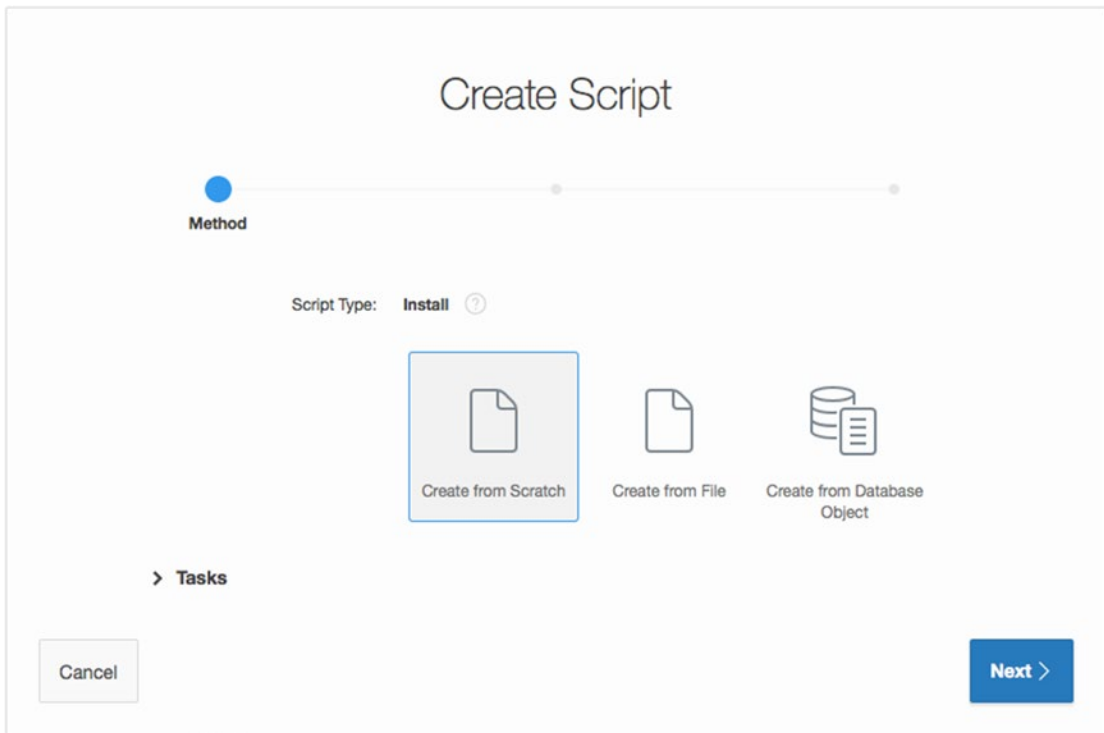 Create Script
Method
Script Type: Install ?
Create from Scratch
Create from File
Create from Database
Object
Tasks
Cancel
Next